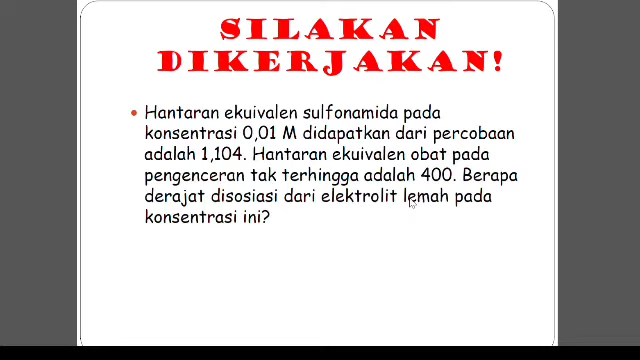 SILAKAN
DIKERJAKAN!
Hantaran ekuivalen sulfonamida pada
konsentrasi 0,01 M didapatkan dari percobaan
adalah 1,104. Hantaran ekuivalen obat pada
pengenceran tak terhingga adalah 400. Berapa
derajat disosiasi dari elektrolit lemah pada
konsentrasi ini?